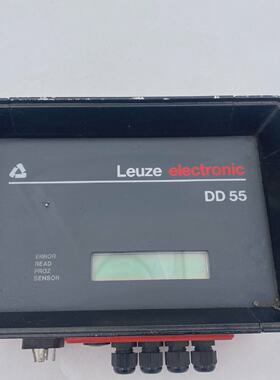 Leuze electronic
DD 55
ERROR
READ
PROZ
SENSOR